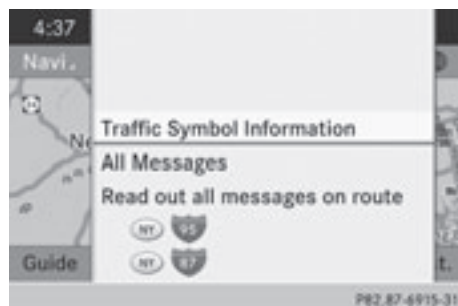 4:37
Navi
Ne
Traffic Symbol Information
All Messages
Read out all messages on route
NY 95
NY 87
Guide
t.
P82.87-6915-31